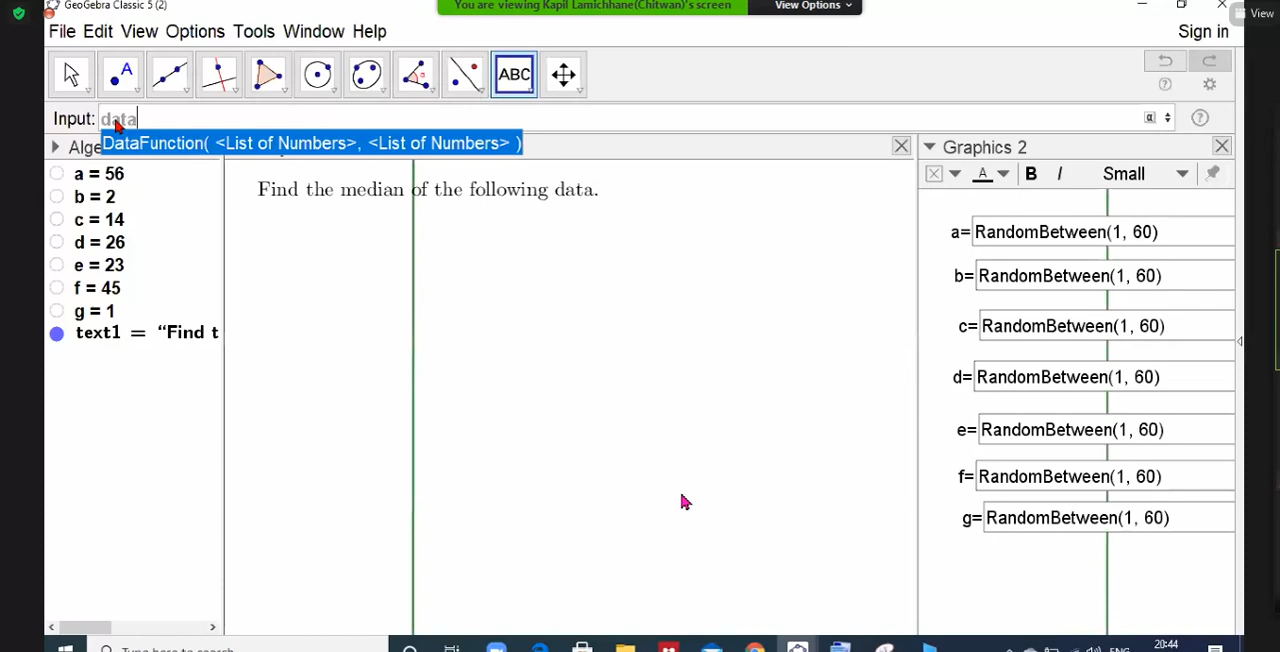 GeoGebra Classic 5 (2)
You are viewing Kapil Lamichhane(Chitwan)'s screen
View Options
View
File Edit View Options Tools Window Help
Sign in
A
ABC
Input: data
α
DataFunction( <List of Numbers>, <List of Numbers> )
Alge
Graphics 2
A B I Small
a = 56
b = 2
c = 14
d = 26
e = 23
f = 45
g = 1
text1 = “Find t
Find the median of the following data.
a= RandomBetween(1, 60)
b= RandomBetween(1, 60)
c= RandomBetween(1, 60)
d= RandomBetween(1, 60)
e= RandomBetween(1, 60)
f= RandomBetween(1, 60)
g= RandomBetween(1, 60)
Type here to search
ENG
20:44